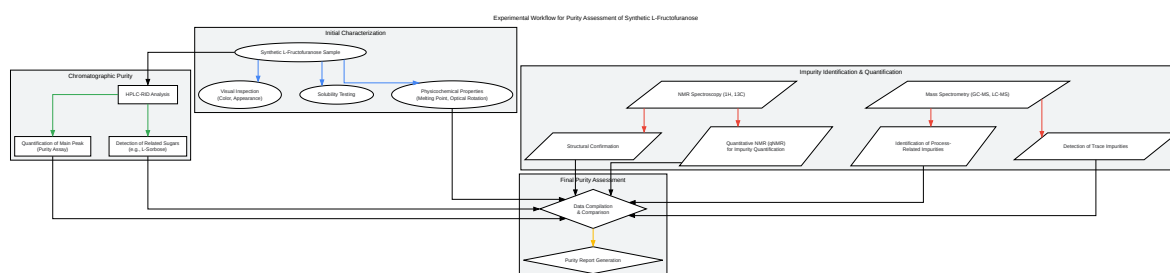 Experimental Workflow for Purity Assessment of Synthetic L-Fructofuranose
Initial Characterization
Synthetic L-Fructofuranose Sample
Visual Inspection
(Color, Appearance)
Solubility Testing
Physicochemical Properties
(Melting Point, Optical Rotation)
Chromatographic Purity
HPLC-RID Analysis
Quantification of Main Peak
(Purity Assay)
Detection of Related Sugars
(e.g., L-Sorbose)
Impurity Identification & Quantification
NMR Spectroscopy (1H, 13C)
Mass Spectrometry (GC-MS, LC-MS)
Structural Confirmation
Quantitative NMR (qNMR)
for Impurity Quantification
Identification of Process-
Related Impurities
Detection of Trace Impurities
Final Purity Assessment
Data Compilation
& Comparison
Purity Report Generation